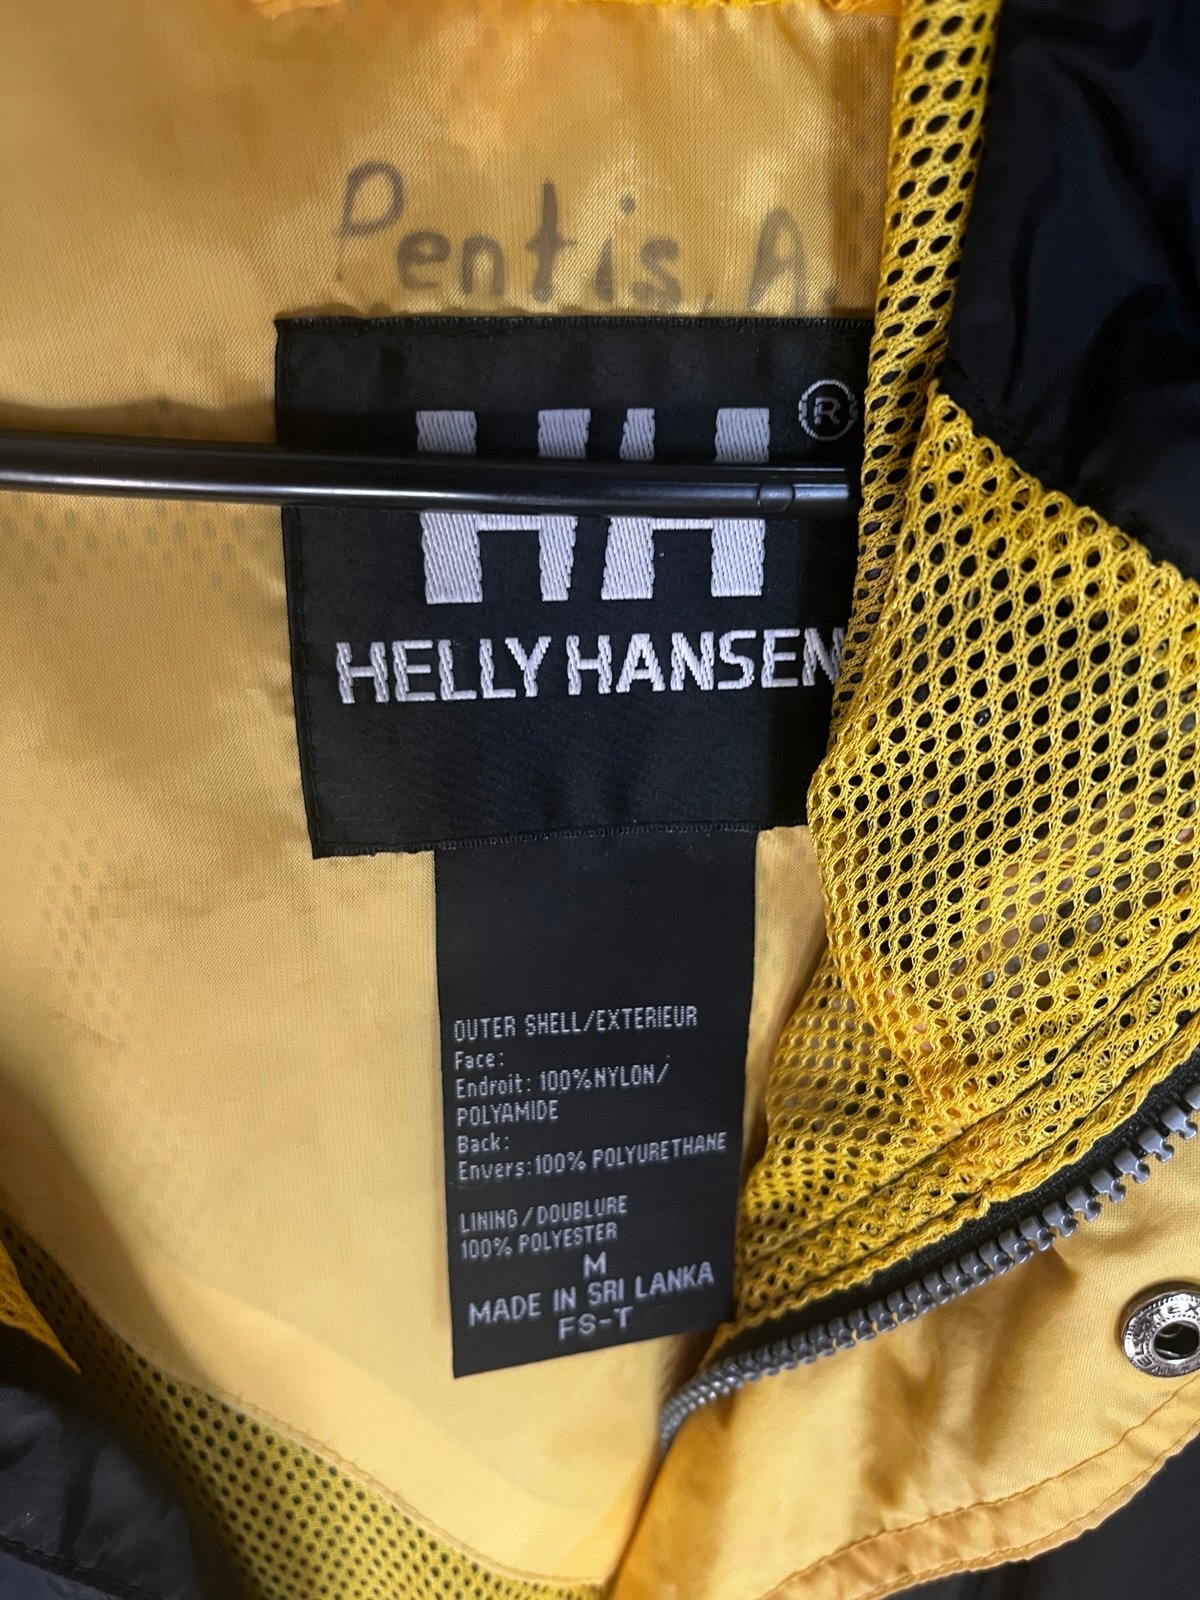 Pentis, A.
HH®
HELLY HANSEN
OUTER SHELL/EXTERIEUR
Face:
Endroit: 100%NYLON/
POLYAMIDE
Back:
Envers:100% POLYURETHANE
LINING/DOUBLURE
100% POLYESTER
M
MADE IN SRI LANKA
FS-T